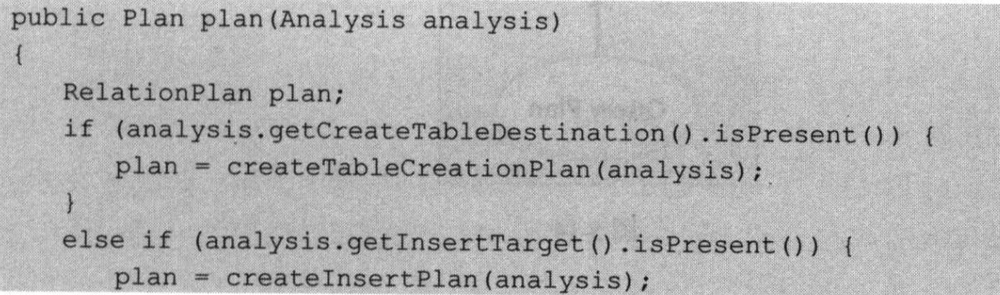 public Plan plan(Analysis analysis)
{
    RelationPlan plan;
    if (analysis.getCreateTableDestination().isPresent()) {
        plan = createTableCreationPlan(analysis);
    }
    else if (analysis.getInsertTarget().isPresent()) {
        plan = createInsertPlan(analysis);